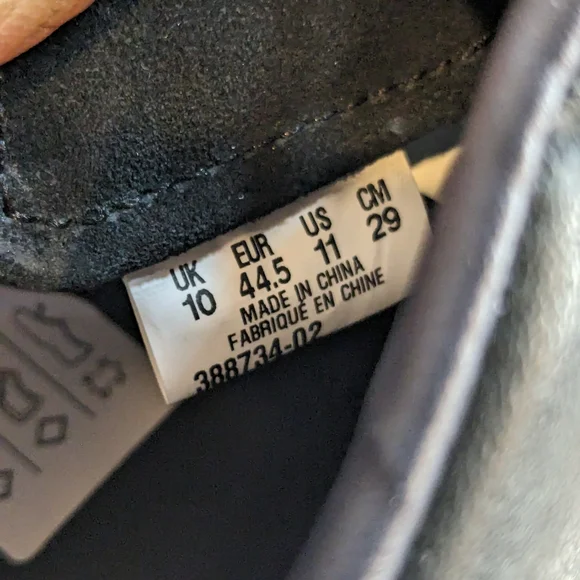 UK EUR US CM
10 44.5 11 29
MADE IN CHINA
FABRIQUÉ EN CHINE
388734-02